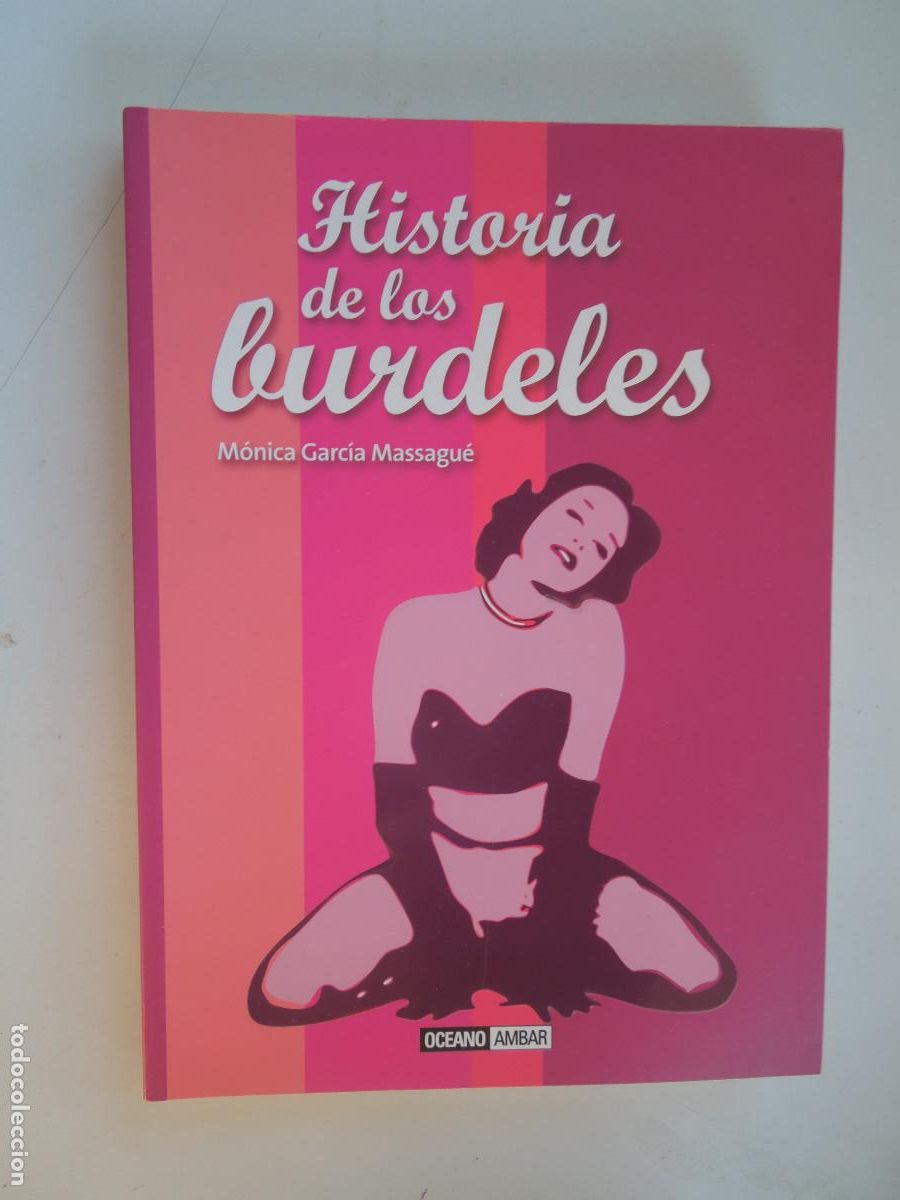 Historia
de los
burdeles
Mónica García Massagué
OCEANO AMBAR
todocoleccion